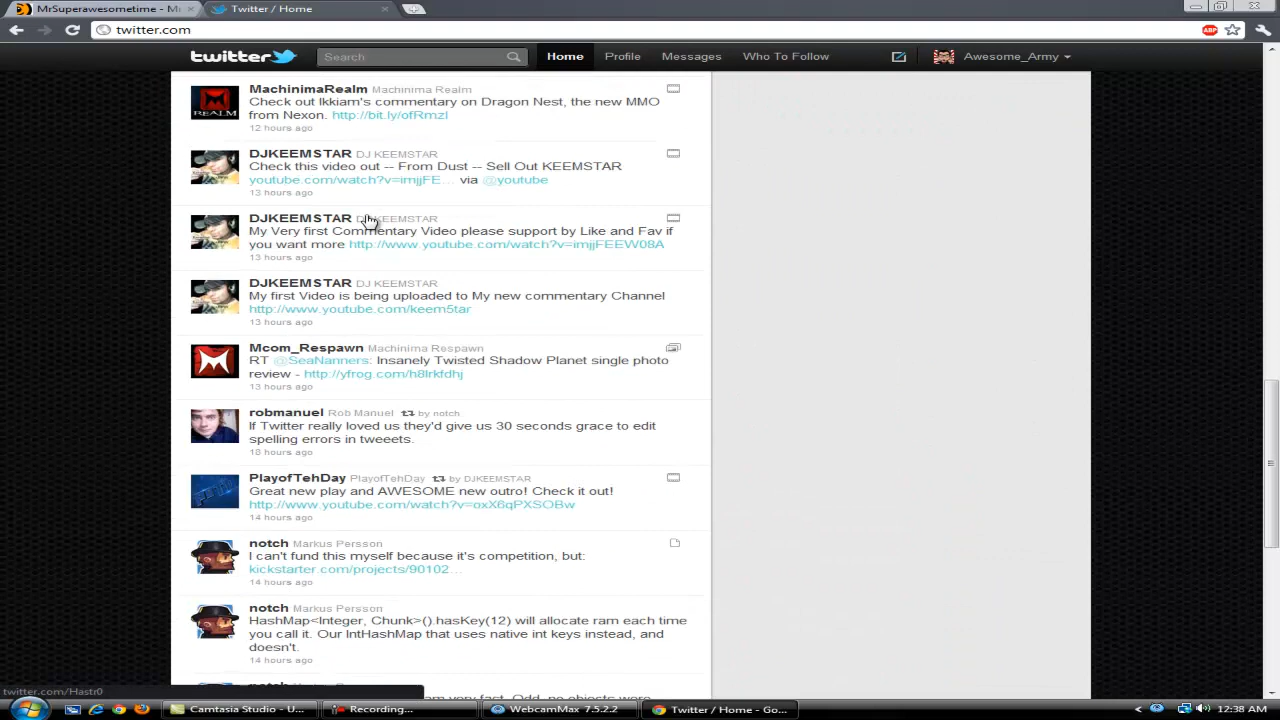 MrSuperawesometime - M
Twitter / Home
twitter.com
ABP
twitter
Search
Home
Profile
Messages
Who To Follow
Awesome_Army
REALM
MachinimaRealm Machinima Realm
Check out Ikkiam's commentary on Dragon Nest, the new MMO
from Nexon. http://bit.ly/ofRmzI
12 hours ago
DJKEEMSTAR DJ KEEMSTAR
Check this video out -- From Dust -- Sell Out KEEMSTAR
youtube.com/watch?v=imjjFE... via @youtube
13 hours ago
DJKEEMSTAR DJ KEEMSTAR
My Very first Commentary Video please support by Like and Fav if
you want more http://www.youtube.com/watch?v=imjjFEEW08A
13 hours ago
DJKEEMSTAR DJ KEEMSTAR
My first Video is being uploaded to My new commentary Channel
http://www.youtube.com/keem5tar
13 hours ago
Mcom_Respawn Machinima Respawn
RT @SeaNanners: Insanely Twisted Shadow Planet single photo
review - http://yfrog.com/h8lrkfdhj
13 hours ago
robmanuel Rob Manuel by notch
If Twitter really loved us they'd give us 30 seconds grace to edit
spelling errors in tweeets.
18 hours ago
PlayofTehDay PlayofTehDay by DJKEEMSTAR
Great new play and AWESOME new outro! Check it out!
http://www.youtube.com/watch?v=oxX6qPXSOBw
14 hours ago
notch Markus Persson
I can't fund this myself because it's competition, but:
kickstarter.com/projects/90102...
14 hours ago
notch Markus Persson
HashMap<Integer, Chunk>().hasKey(12) will allocate ram each time
you call it. Our IntHashMap that uses native int keys instead, and
doesn't.
14 hours ago
very fast. Odd, no objects were
twitter.com/Hastr0
Camtasia Studio - U...
Recording...
WebcamMax 7.5.2.2
Twitter / Home - Go...
12:38 AM